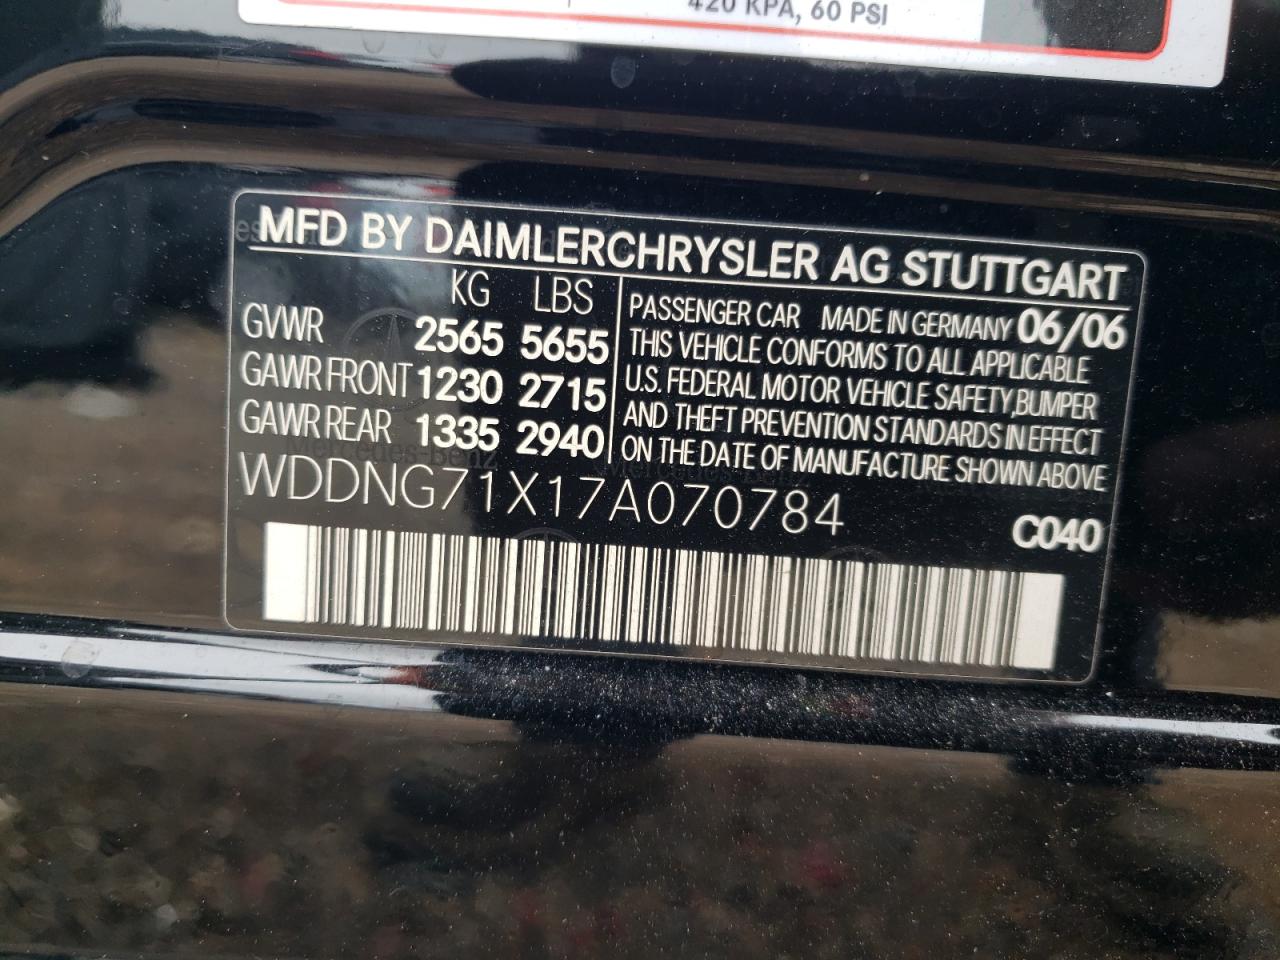 420 KPA, 60 PSI
MFD BY DAIMLERCHRYSLER AG STUTTGART
KG LBS
GVWR 2565 5655
GAWR FRONT 1230 2715
GAWR REAR 1335 2940
PASSENGER CAR MADE IN GERMANY 06/06
THIS VEHICLE CONFORMS TO ALL APPLICABLE
U.S. FEDERAL MOTOR VEHICLE SAFETY,BUMPER
AND THEFT PREVENTION STANDARDS IN EFFECT
ON THE DATE OF MANUFACTURE SHOWN ABOVE
Mercedes-Benz
WDDNG71X17A070784
C040